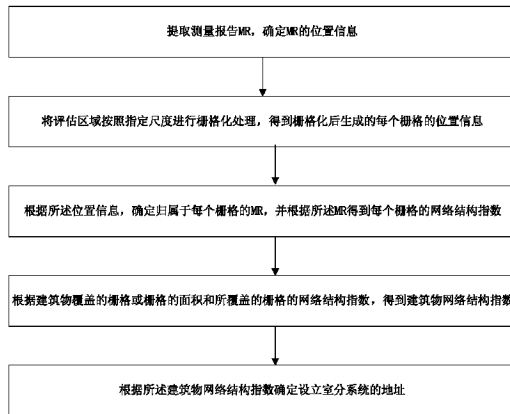 提取测量报告MR，确定MR的位置信息
将评估区域按照指定尺度进行栅格化处理，得到栅格化后生成的每个栅格的位置信息
根据所述位置信息，确定归属于每个栅格的MR，并根据所述MR得到每个栅格的网络结构指数
根据建筑物覆盖的栅格或栅格的面积和所覆盖的栅格的网络结构指数，得到建筑物网络结构指数
根据所述建筑物网络结构指数确定设立室分系统的地址